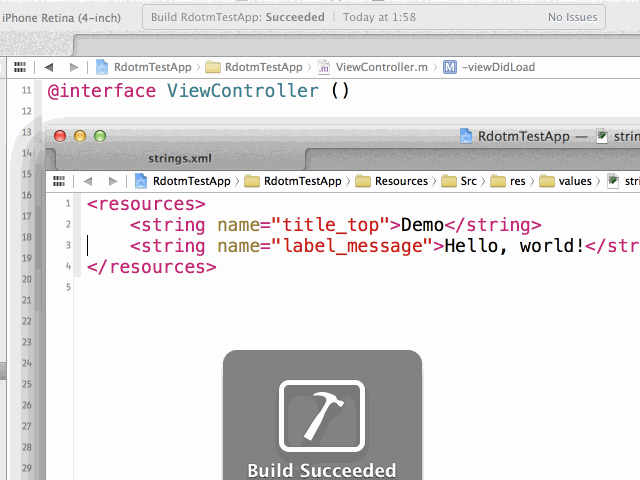 iPhone Retina (4-inch)
Build RdotmTestApp: Succeeded | Today at 1:58
No Issues
RdotmTestApp
RdotmTestApp
ViewController.m
M -viewDidLoad
11 @interface ViewController ()
12
13
RdotmTestApp —
14
strings.xml
15
RdotmTestApp
RdotmTestApp
Resources
Src
res
values
16
1 <resources>
17
2 <string name="title_top">Demo</string>
18
3 <string name="label_message">Hello, world!</str
19
4 </resources>
20
5
21
22
23
24
25
26
27
28
29
Build Succeeded